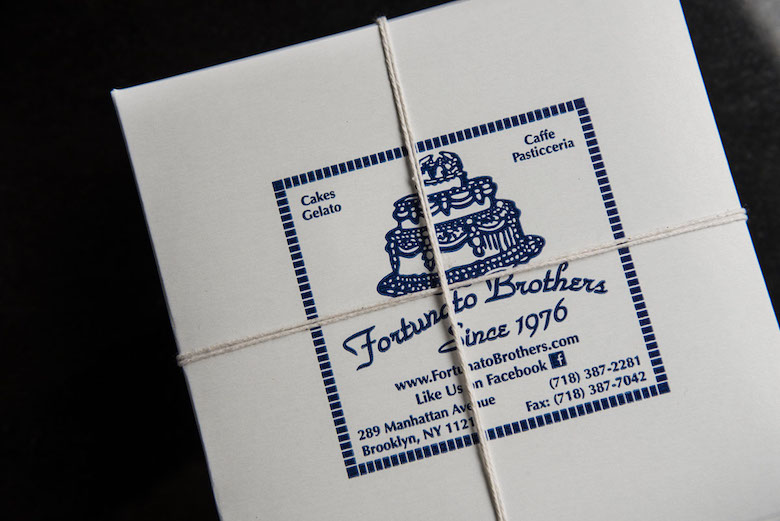 Cakes
Gelato
Caffe
Pasticceria
Fortunato Brothers
Since 1976
www.FortunatoBrothers.com
Like Us on Facebook f
289 Manhattan Avenue
Brooklyn, NY
(718) 387-2281
Fax: (718) 387-7042